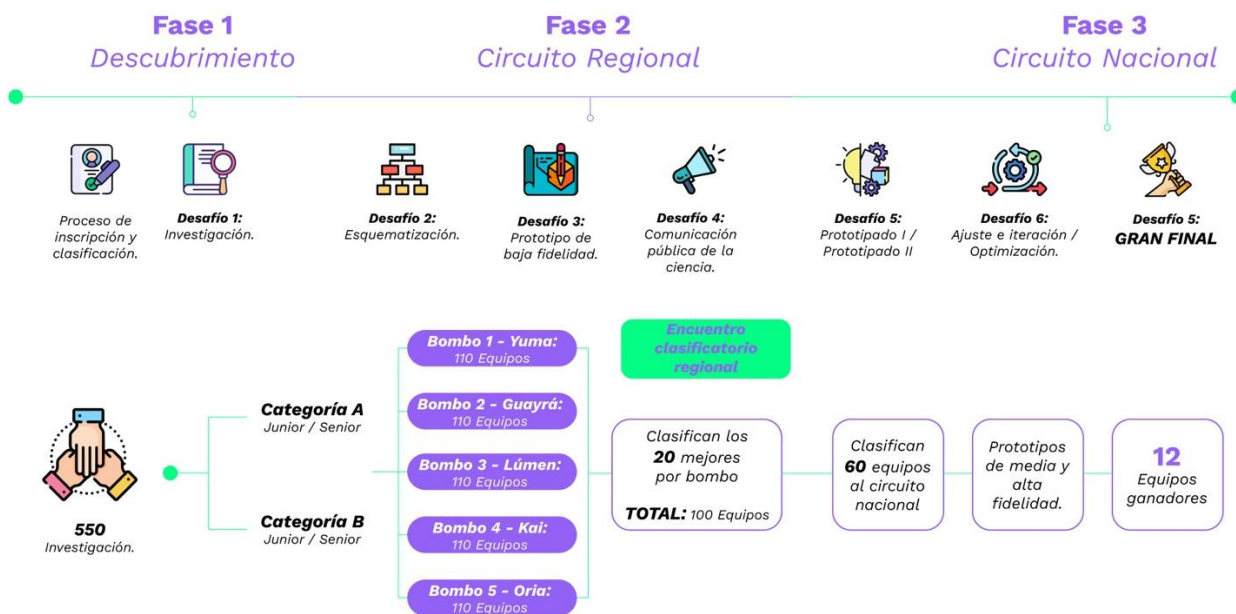 Fase 1
Descubrimiento
Fase 2
Circuito Regional
Fase 3
Circuito Nacional
Proceso de
inscripción y
clasificación.
Desafío 1:
Investigación.
Desafío 2:
Esquematización.
Desafío 3:
Prototipo de
baja fidelidad.
Desafío 4:
Comunicación
pública de la
ciencia.
Desafío 5:
Prototipado I /
Prototipado II
Desafío 6:
Ajuste e iteración /
Optimización.
Desafío 5:
GRAN FINAL
550
Investigación.
Categoría A
Junior / Senior
Categoría B
Junior / Senior
Bombo 1 - Yuma:
110 Equipos
Bombo 2 - Guayrá:
110 Equipos
Bombo 3 - Lúmen:
110 Equipos
Bombo 4 - Kai:
110 Equipos
Bombo 5 - Oria:
110 Equipos
Encuentro
clasificatorio
regional
Clasifican los
20 mejores
por bombo
TOTAL: 100 Equipos
Clasifican
60 equipos
al circuito
nacional
Prototipos
de media y
alta
fidelidad.
12
Equipos
ganadores